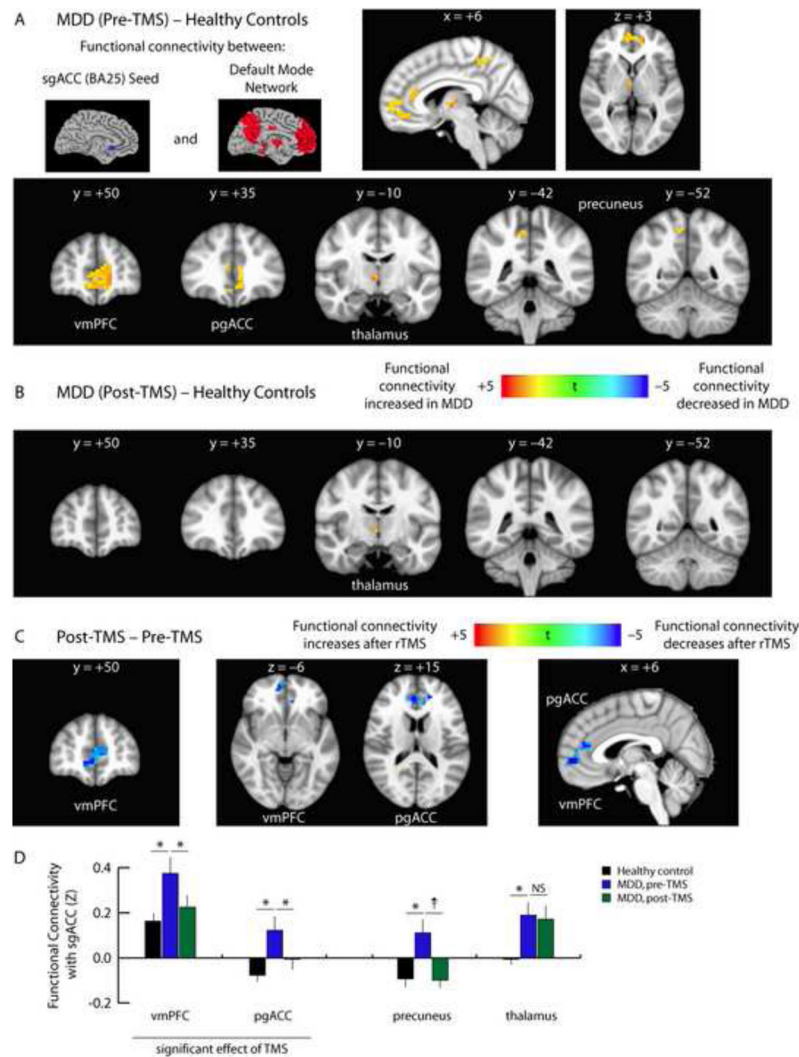 A MDD (Pre-TMS) – Healthy Controls
Functional connectivity between:
sgACC (BA25) Seed
and
Default Mode
Network
x = +6
z = +3
y = +50
y = +35
y = –10
y = –42
precuneus
y = –52
vmPFC
pgACC
thalamus
B MDD (Post-TMS) – Healthy Controls
Functional
connectivity
increased in MDD
+5
t
–5
Functional
connectivity
decreased in MDD
y = +50
y = +35
y = –10
y = –42
y = –52
thalamus
C Post-TMS – Pre-TMS
Functional connectivity
increases after rTMS
+5
t
–5
Functional connectivity
decreases after rTMS
y = +50
vmPFC
z = –6
vmPFC
z = +15
pgACC
x = +6
pgACC
vmPFC
D
Functional Connectivity
with sgACC (Z)
0.4
0.2
0.0
-0.2
* *
* *
* †
* NS
Healthy control
MDD, pre-TMS
MDD, post-TMS
vmPFC
pgACC
precuneus
thalamus
significant effect of TMS